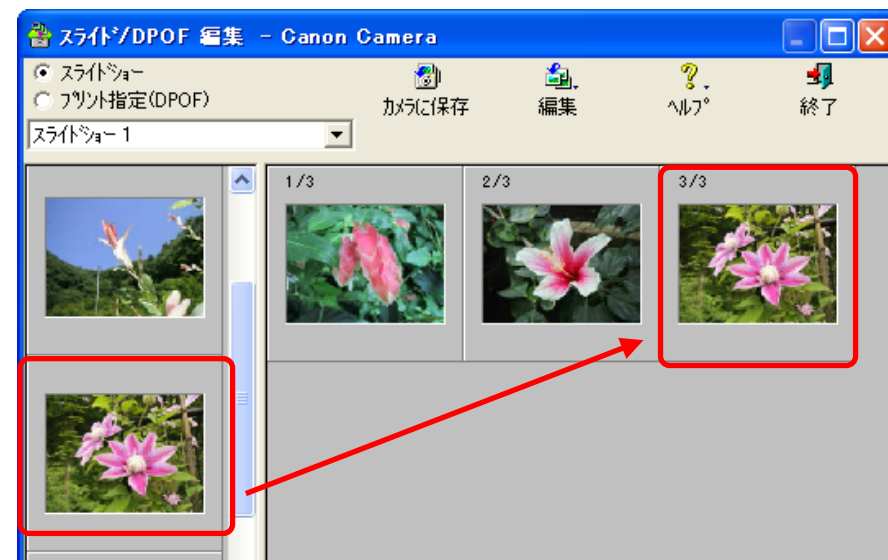 スライド/DPOF 編集 - Canon Camera
スライドショー
プリント指定(DPOF)
カメラに保存
編集
ヘルプ
終了
スライドショー 1
1/3
2/3
3/3